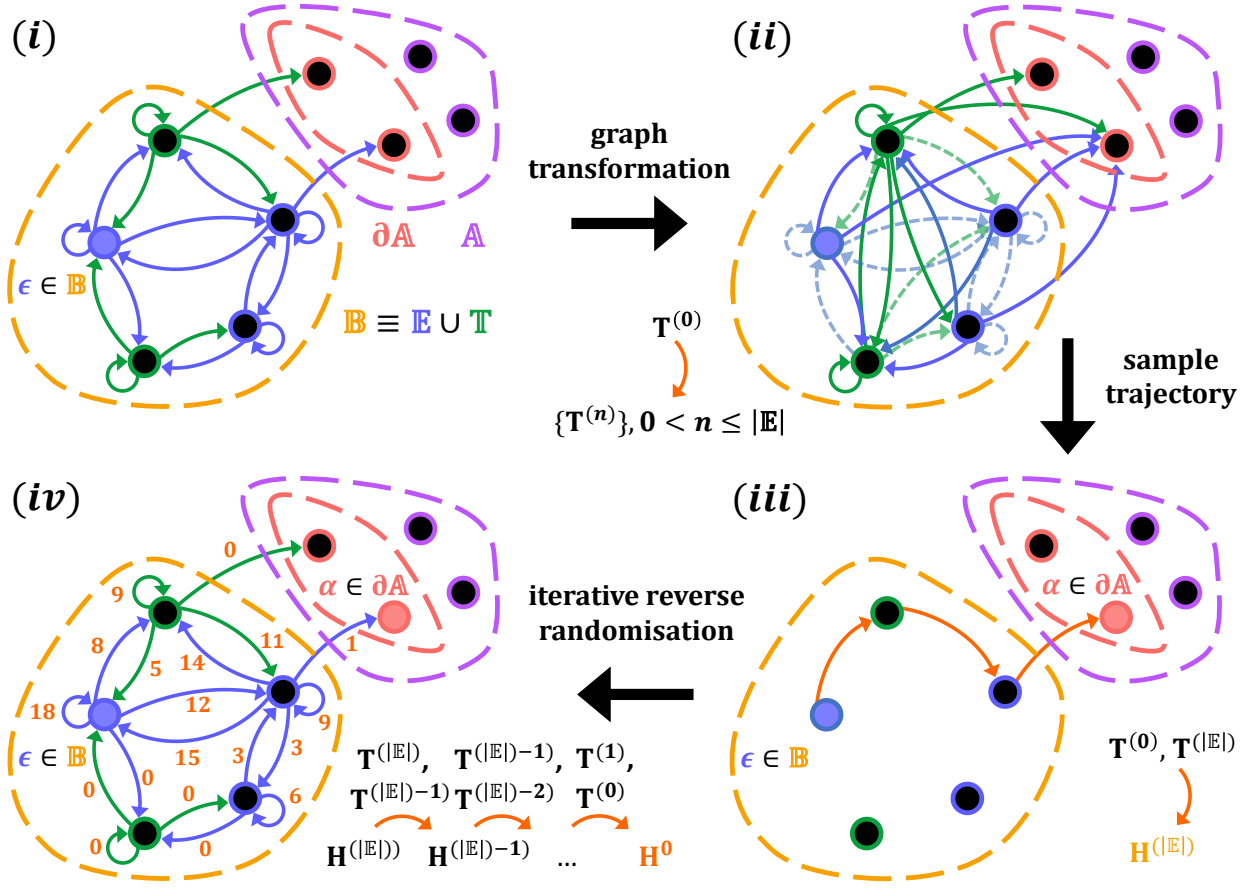 (i)
∂𝔸 𝔸
ϵ ∈ 𝔹
𝔹 ≡ 𝔼 ∪ 𝕋
graph
transformation
(ii)
T^(0)
{T^(n)}, 0 < n ≤ |𝔼|
sample
trajectory
(iii)
α ∈ ∂𝔸
ϵ ∈ 𝔹
T^(0), T^(|𝔼|)
H^(|𝔼|)
iterative reverse
randomisation
(iv)
α ∈ ∂𝔸
0
9
1
8
5
14
11
18
12
9
ϵ ∈ 𝔹
15
3
3
0
0
0
6
0
0
T^(|𝔼|), T^(|𝔼|)−1), T^(1),
T^(|𝔼|)−1) T^(|𝔼|)−2) T^(0)
H^(|𝔼|)) H^(|𝔼|)−1) ... H^0